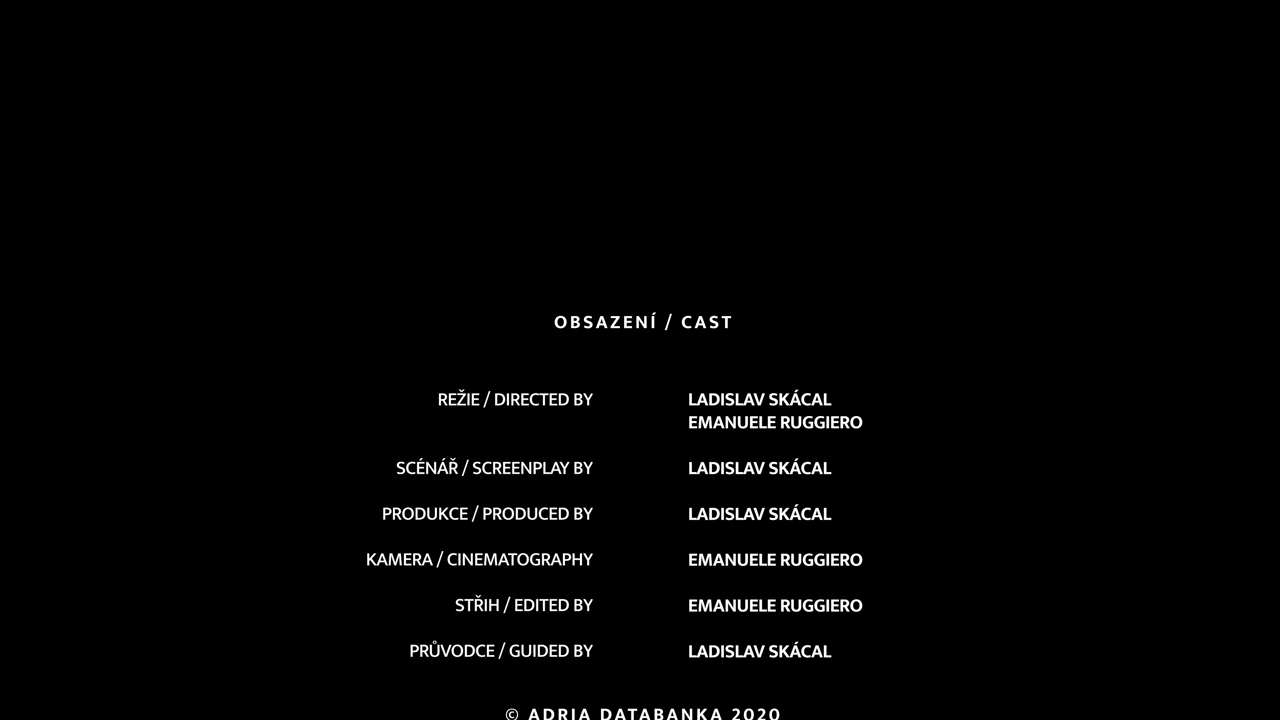 OBSAZENÍ / CAST
REŽIE / DIRECTED BY LADISLAV SKÁCAL
EMANUELE RUGGIERO
SCÉNÁŘ / SCREENPLAY BY LADISLAV SKÁCAL
PRODUKCE / PRODUCED BY LADISLAV SKÁCAL
KAMERA / CINEMATOGRAPHY EMANUELE RUGGIERO
STŘIH / EDITED BY EMANUELE RUGGIERO
PRŮVODCE / GUIDED BY LADISLAV SKÁCAL
© ADRIA DATABANKA 2020